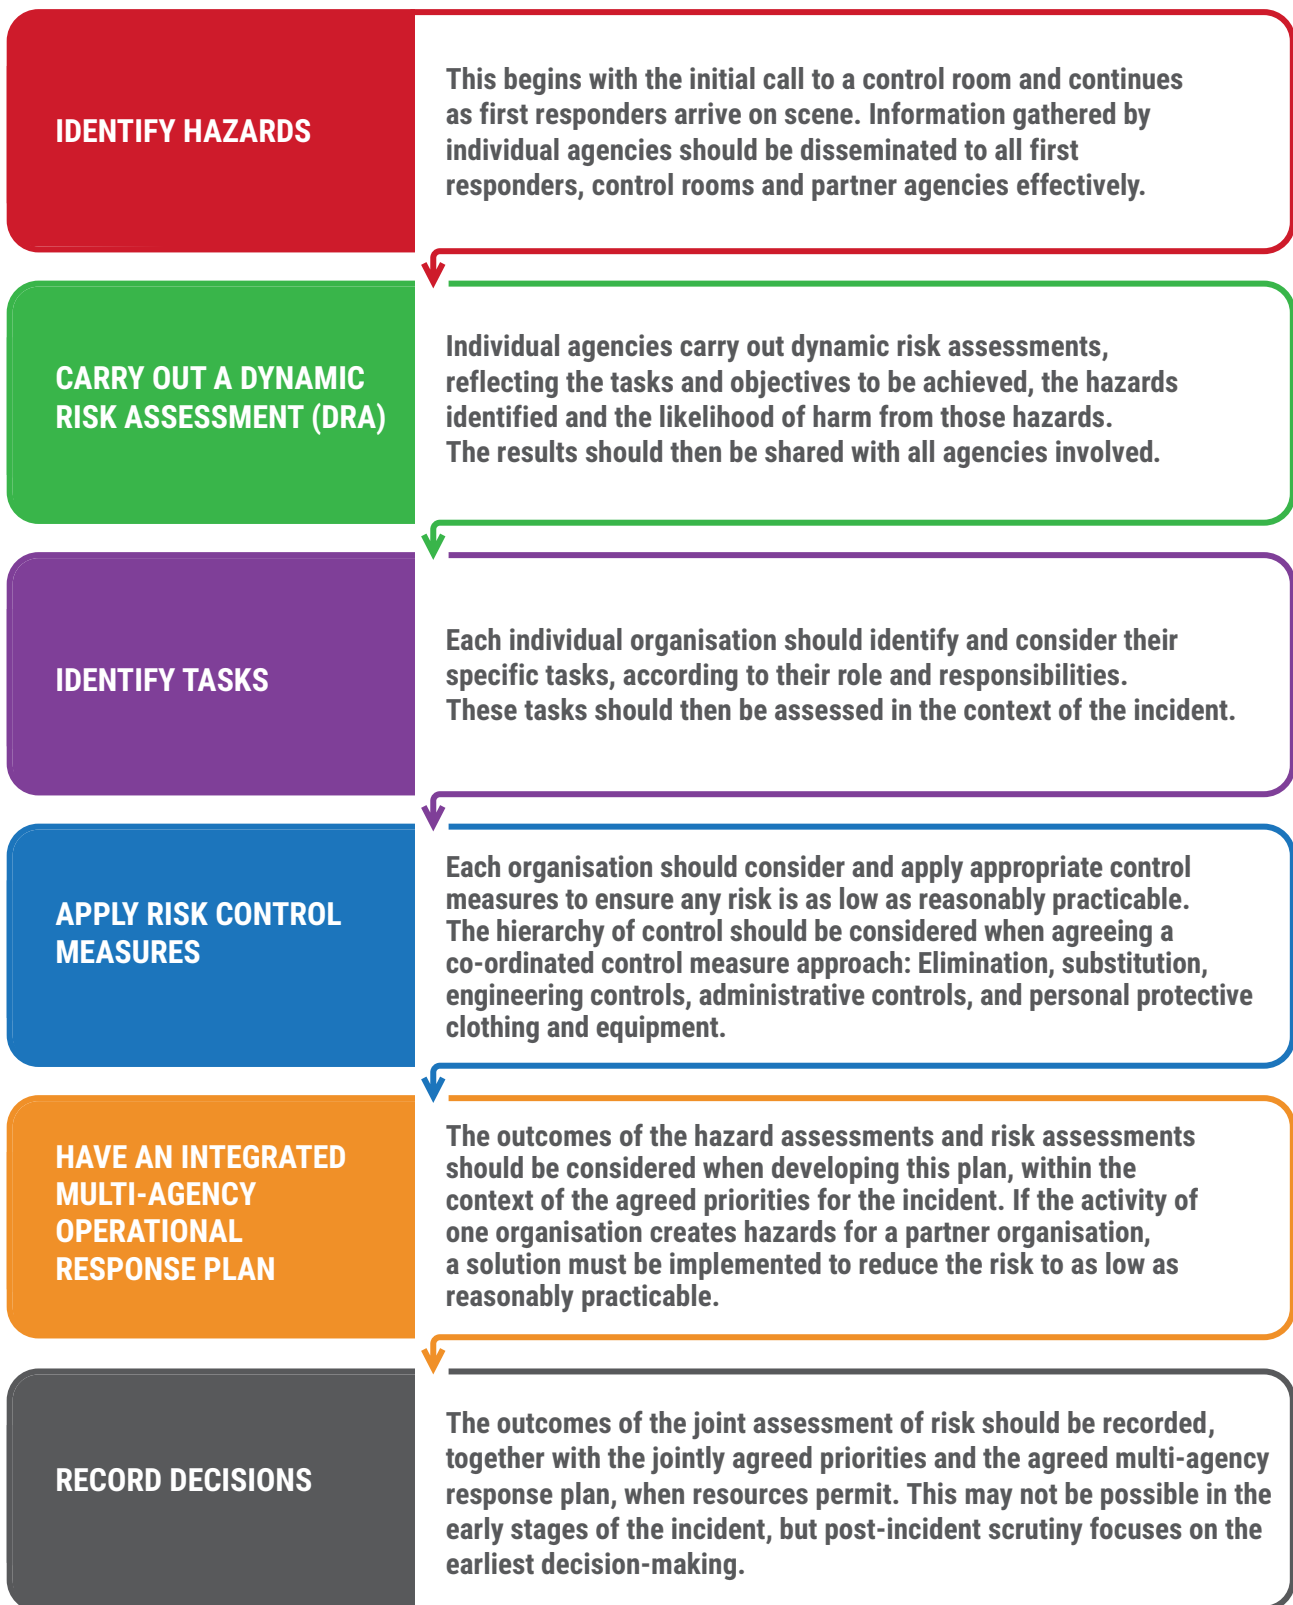 IDENTIFY HAZARDS
This begins with the initial call to a control room and continues
as first responders arrive on scene. Information gathered by
individual agencies should be disseminated to all first
responders, control rooms and partner agencies effectively.
CARRY OUT A DYNAMIC
RISK ASSESSMENT (DRA)
Individual agencies carry out dynamic risk assessments,
reflecting the tasks and objectives to be achieved, the hazards
identified and the likelihood of harm from those hazards.
The results should then be shared with all agencies involved.
IDENTIFY TASKS
Each individual organisation should identify and consider their
specific tasks, according to their role and responsibilities.
These tasks should then be assessed in the context of the incident.
APPLY RISK CONTROL
MEASURES
Each organisation should consider and apply appropriate control
measures to ensure any risk is as low as reasonably practicable.
The hierarchy of control should be considered when agreeing a
co-ordinated control measure approach: Elimination, substitution,
engineering controls, administrative controls, and personal protective
clothing and equipment.
HAVE AN INTEGRATED
MULTI-AGENCY
OPERATIONAL
RESPONSE PLAN
The outcomes of the hazard assessments and risk assessments
should be considered when developing this plan, within the
context of the agreed priorities for the incident. If the activity of
one organisation creates hazards for a partner organisation,
a solution must be implemented to reduce the risk to as low as
reasonably practicable.
RECORD DECISIONS
The outcomes of the joint assessment of risk should be recorded,
together with the jointly agreed priorities and the agreed multi-agency
response plan, when resources permit. This may not be possible in the
early stages of the incident, but post-incident scrutiny focuses on the
earliest decision-making.